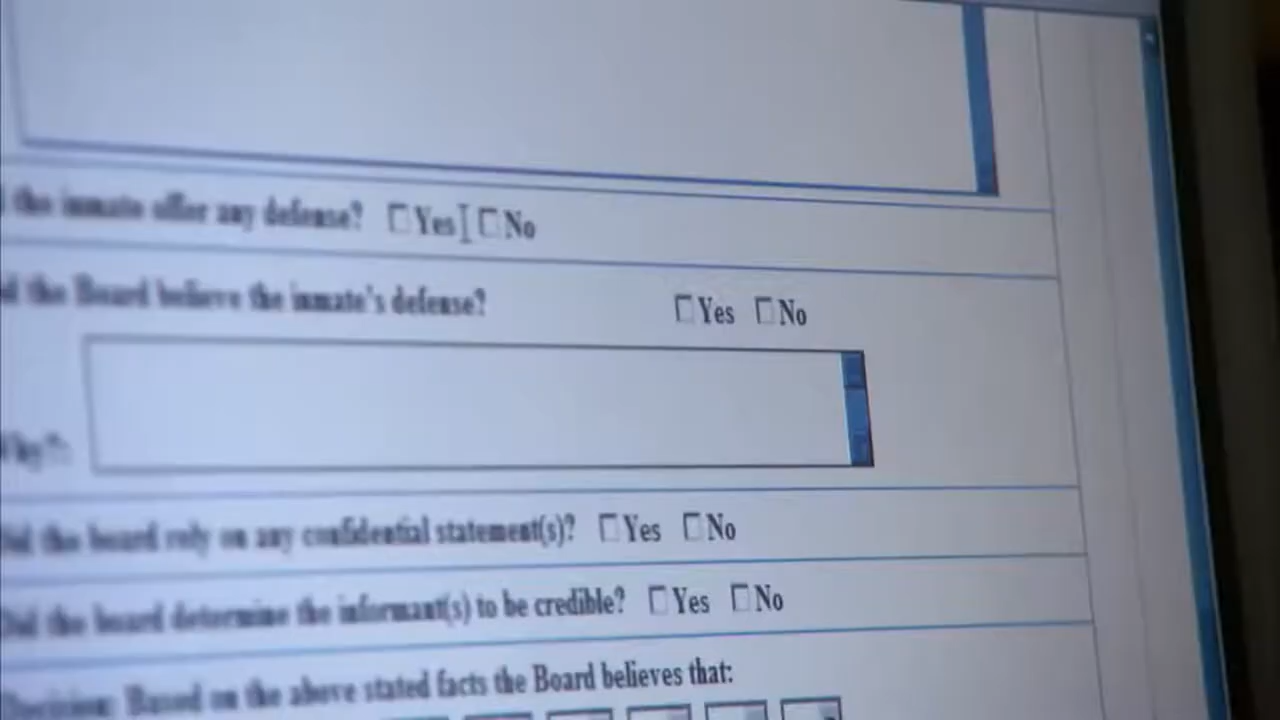 the inmate offer any defense? Yes No
the Board believe the inmate's defense? Yes No
Why?:
Did the board rely on any confidential statement(s)? Yes No
Did the board determine the informant(s) to be credible? Yes No
Decision: Based on the above stated facts the Board believes that: